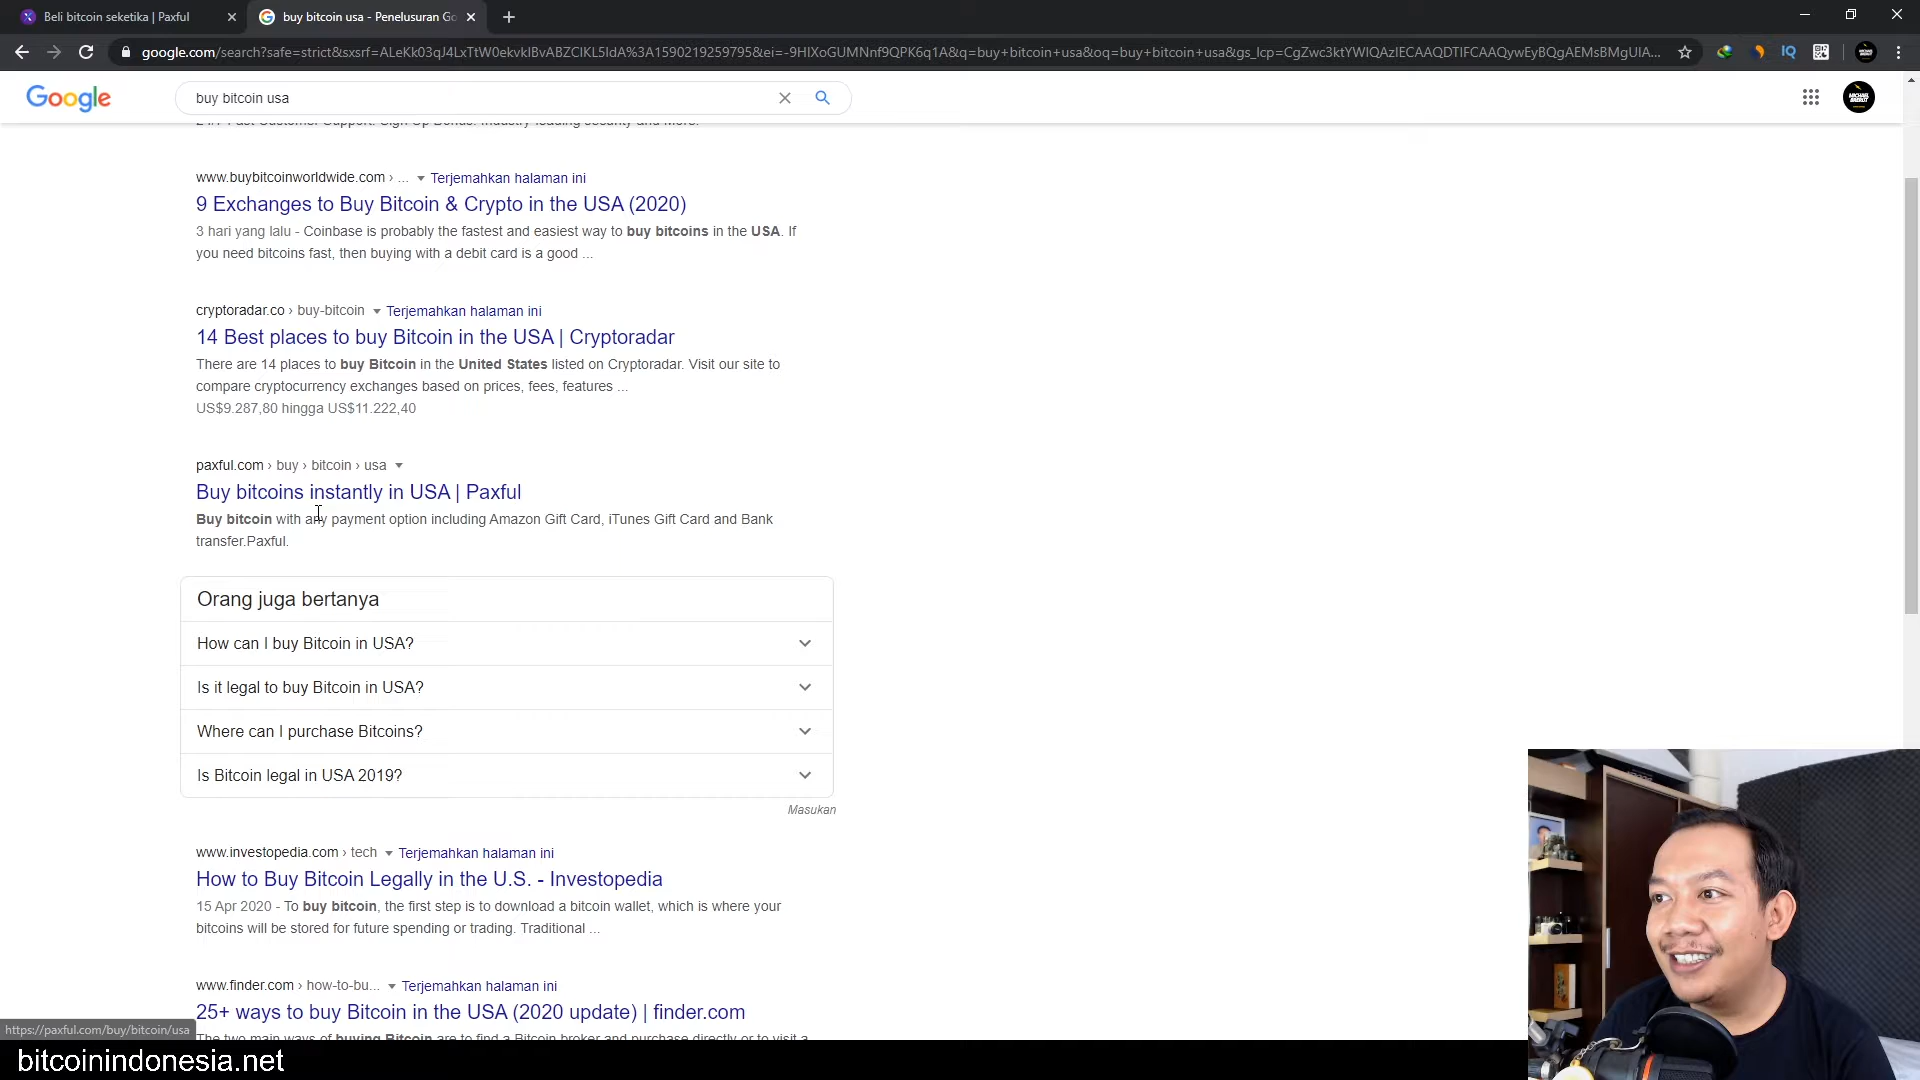 Beli bitcoin seketika | Paxful
buy bitcoin usa - Penelusuran Go
google.com/search?safe=strict&sxsrf=ALeKk03qJ4LxTtW0ekvkIBvABZCIKL5IdA%3A1590219259795&ei=-9HIXoGUMNnf9QPK6q1A&q=buy+bitcoin+usa&oq=buy+bitcoin+usa&gs_lcp=CgZwc3ktYWIQAzIECAAQDTIFCAAQywEyBQgAEMsBMgUIA...
Google
buy bitcoin usa
24/7 Fast Customer Support. Sign Up Bonus. Industry-leading security and More.
www.buybitcoinworldwide.com › ... Terjemahkan halaman ini
9 Exchanges to Buy Bitcoin & Crypto in the USA (2020)
3 hari yang lalu - Coinbase is probably the fastest and easiest way to buy bitcoins in the USA. If
you need bitcoins fast, then buying with a debit card is a good ...
cryptoradar.co › buy-bitcoin Terjemahkan halaman ini
14 Best places to buy Bitcoin in the USA | Cryptoradar
There are 14 places to buy Bitcoin in the United States listed on Cryptoradar. Visit our site to
compare cryptocurrency exchanges based on prices, fees, features ...
US$9.287,80 hingga US$11.222,40
paxful.com › buy › bitcoin › usa
Buy bitcoins instantly in USA | Paxful
Buy bitcoin with any payment option including Amazon Gift Card, iTunes Gift Card and Bank
transfer.Paxful.
Orang juga bertanya
How can I buy Bitcoin in USA?
Is it legal to buy Bitcoin in USA?
Where can I purchase Bitcoins?
Is Bitcoin legal in USA 2019?
Masukan
www.investopedia.com › tech Terjemahkan halaman ini
How to Buy Bitcoin Legally in the U.S. - Investopedia
15 Apr 2020 - To buy bitcoin, the first step is to download a bitcoin wallet, which is where your
bitcoins will be stored for future spending or trading. Traditional ...
www.finder.com › how-to-bu... Terjemahkan halaman ini
25+ ways to buy Bitcoin in the USA (2020 update) | finder.com
The two main ways of buying Bitcoin are to find a Bitcoin broker and purchase directly or to visit a
https://paxful.com/buy/bitcoin/usa
bitcoinindonesia.net